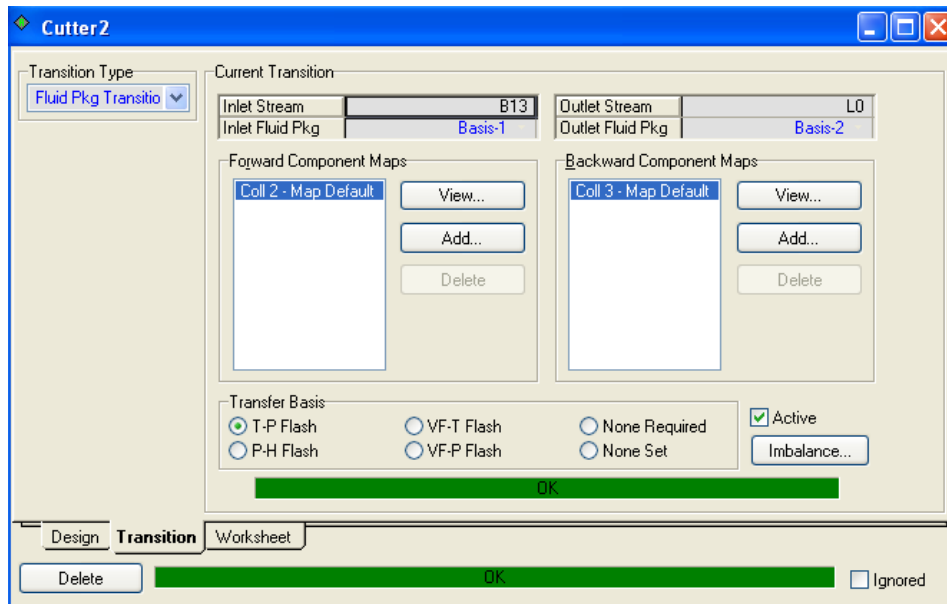 Cutter2
Transition Type
Fluid Pkg Transitio
Current Transition
Inlet Stream B13
Inlet Fluid Pkg Basis-1
Outlet Stream L0
Outlet Fluid Pkg Basis-2
Forward Component Maps
Coll 2 - Map Default
View...
Add...
Delete
Backward Component Maps
Coll 3 - Map Default
View...
Add...
Delete
Transfer Basis
T-P Flash VF-T Flash None Required
P-H Flash VF-P Flash None Set
Active
Imbalance...
OK
Design Transition Worksheet
Delete OK Ignored